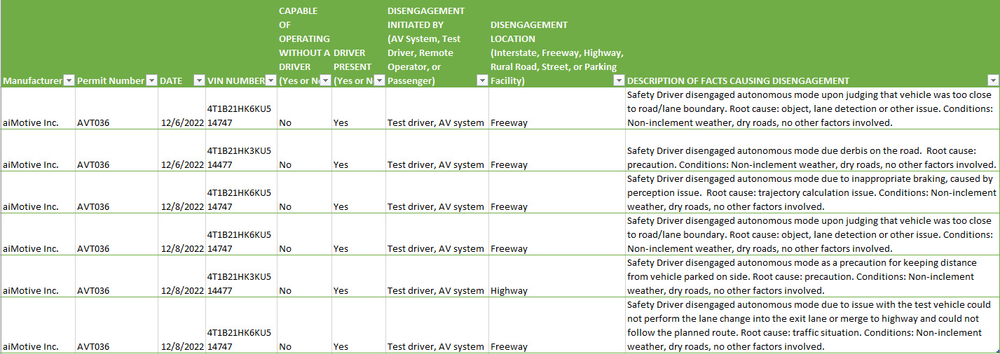 Manufacturer
Permit Number
DATE
VIN NUMBER
CAPABLE
OF
OPERATING
WITHOUT A
DRIVER
(Yes or N
DRIVER
PRESENT
(Yes or N
DISENGAGEMENT
INITIATED BY
(AV System, Test
Driver, Remote
Operator, or
Passenger)
DISENGAGEMENT
LOCATION
(Interstate, Freeway, Highway,
Rural Road, Street, or Parking
Facility)
DESCRIPTION OF FACTS CAUSING DISENGAGEMENT
aiMotive Inc.
AVT036
12/6/2022
4T1B21HK6KU5
14747
No
Yes
Test driver, AV system
Freeway
Safety Driver disengaged autonomous mode upon judging that vehicle was too close
to road/lane boundary. Root cause: object, lane detection or other issue. Conditions:
Non-inclement weather, dry roads, no other factors involved.
aiMotive Inc.
AVT036
12/6/2022
4T1B21HK3KU5
14477
No
Yes
Test driver, AV system
Freeway
Safety Driver disengaged autonomous mode due derbis on the road.  Root cause:
precaution. Conditions: Non-inclement weather, dry roads, no other factors involved.
aiMotive Inc.
AVT036
12/8/2022
4T1B21HK6KU5
14747
No
Yes
Test driver, AV system
Freeway
Safety Driver disengaged autonomous mode due to inappropriate braking, caused by
perception issue.  Root cause: trajectory calculation issue. Conditions: Non-inclement
weather, dry roads, no other factors involved.
aiMotive Inc.
AVT036
12/8/2022
4T1B21HK6KU5
14747
No
Yes
Test driver, AV system
Freeway
Safety Driver disengaged autonomous mode upon judging that vehicle was too close
to road/lane boundary. Root cause: object, lane detection or other issue. Conditions:
Non-inclement weather, dry roads, no other factors involved.
aiMotive Inc.
AVT036
12/8/2022
4T1B21HK3KU5
14477
No
Yes
Test driver, AV system
Highway
Safety Driver disengaged autonomous mode as a precaution for keeping distance
from vehicle parked on side. Root cause: precaution. Conditions: Non-inclement
weather, dry roads, no other factors involved.
aiMotive Inc.
AVT036
12/8/2022
4T1B21HK6KU5
14747
No
Yes
Test driver, AV system
Freeway
Safety Driver disengaged autonomous mode due to issue with the test vehicle could
not perform the lane change into the exit lane or merge to highway and could not
follow the planned route. Root cause: traffic situation. Conditions: Non-inclement
weather, dry roads, no other factors involved.